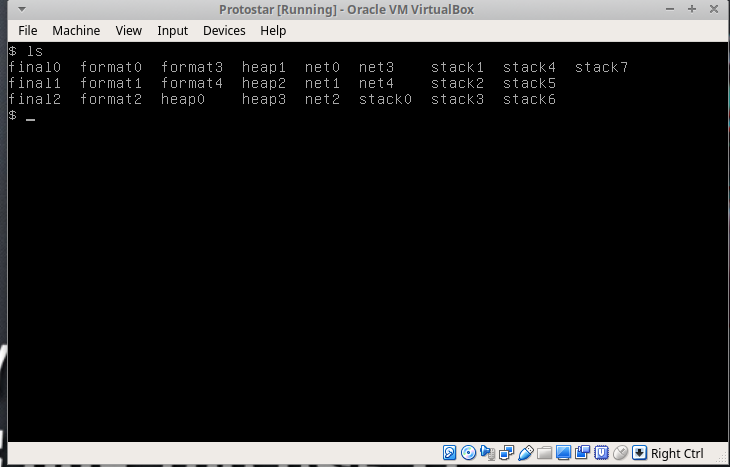 Protostar [Running] - Oracle VM VirtualBox
File Machine View Input Devices Help
$ ls
final0 format0 format3 heap1 net0 net3 stack1 stack4 stack7
final1 format1 format4 heap2 net1 net4 stack2 stack5
final2 format2 heap0 heap3 net2 stack0 stack3 stack6
$ _
Right Ctrl